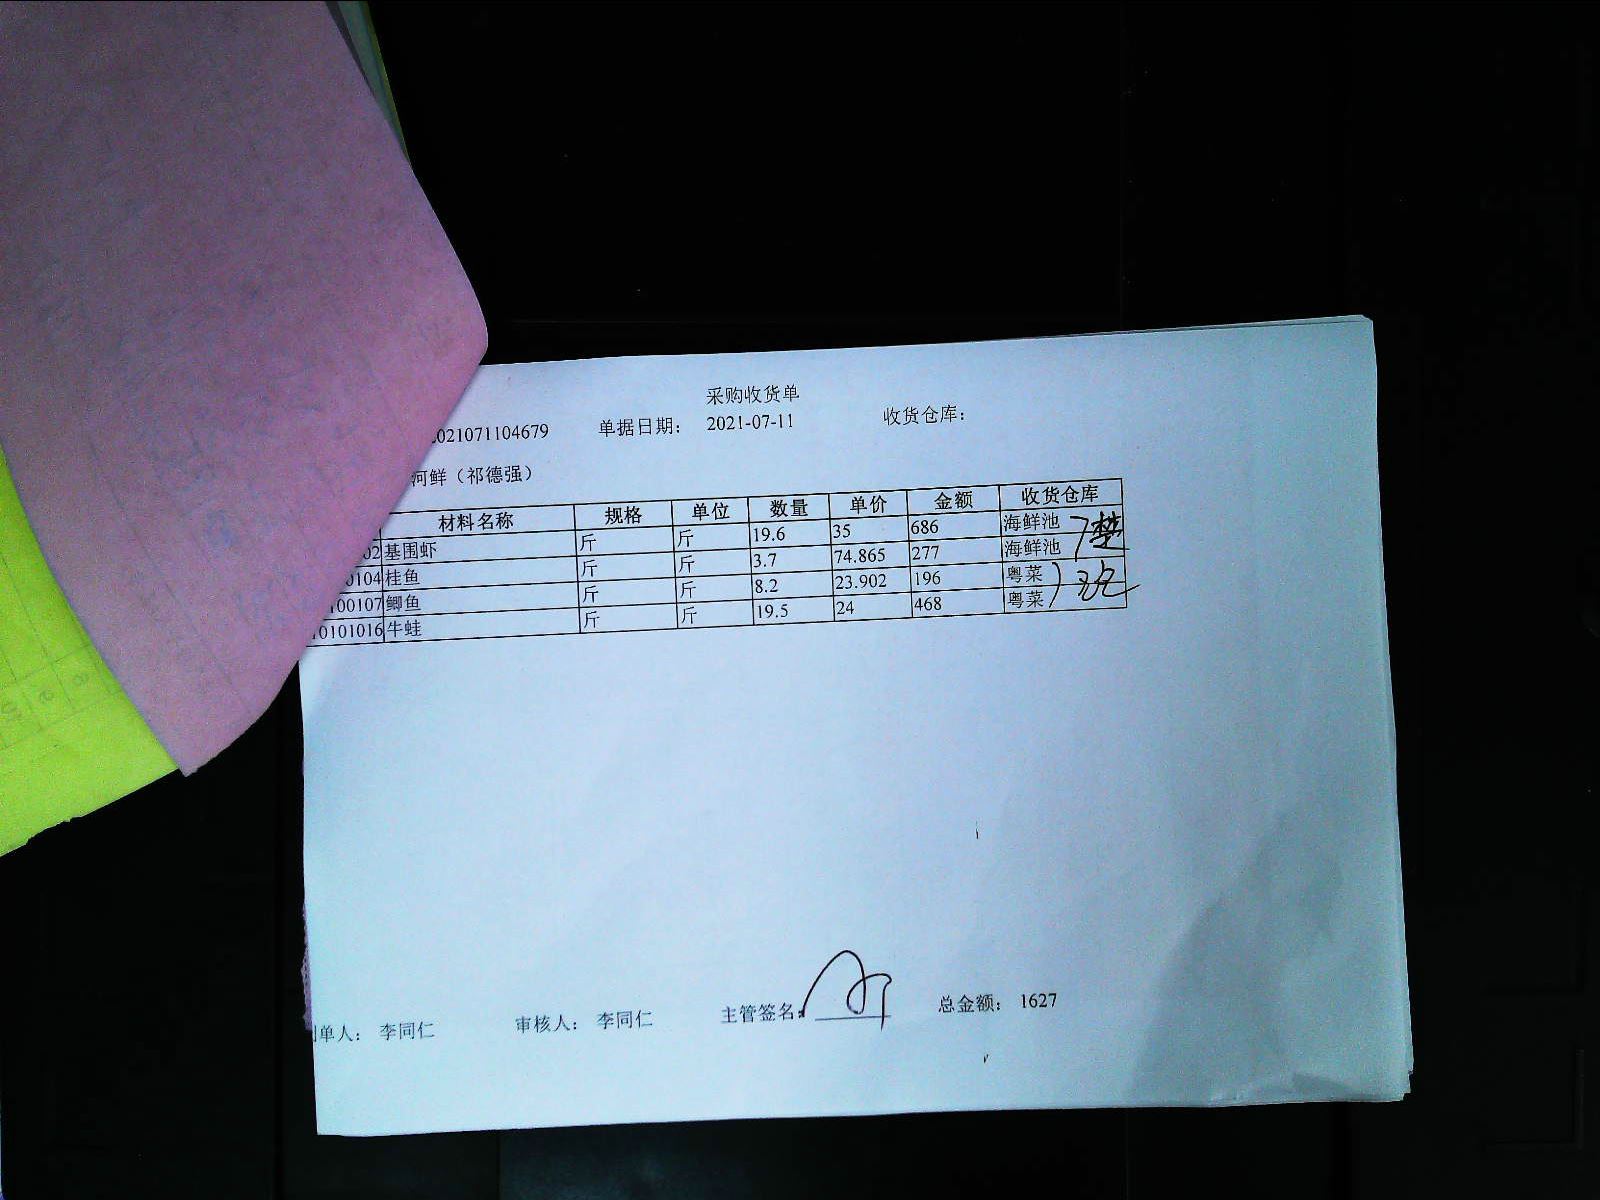 采购收货单
021071104679 单据日期： 2021-07-11 收货仓库：
河鲜（祁德强）
材料名称 规格 单位 数量 单价 金额 收货仓库
02 基围虾 斤 斤 19.6 35 686 海鲜池
0104 桂鱼 斤 斤 3.7 74.865 277 海鲜池
100107 鲫鱼 斤 斤 8.2 23.902 196 粤菜
10101016 牛蛙 斤 斤 19.5 24 468 粤菜
单人： 李同仁 审核人： 李同仁 主管签名： 总金额： 1627